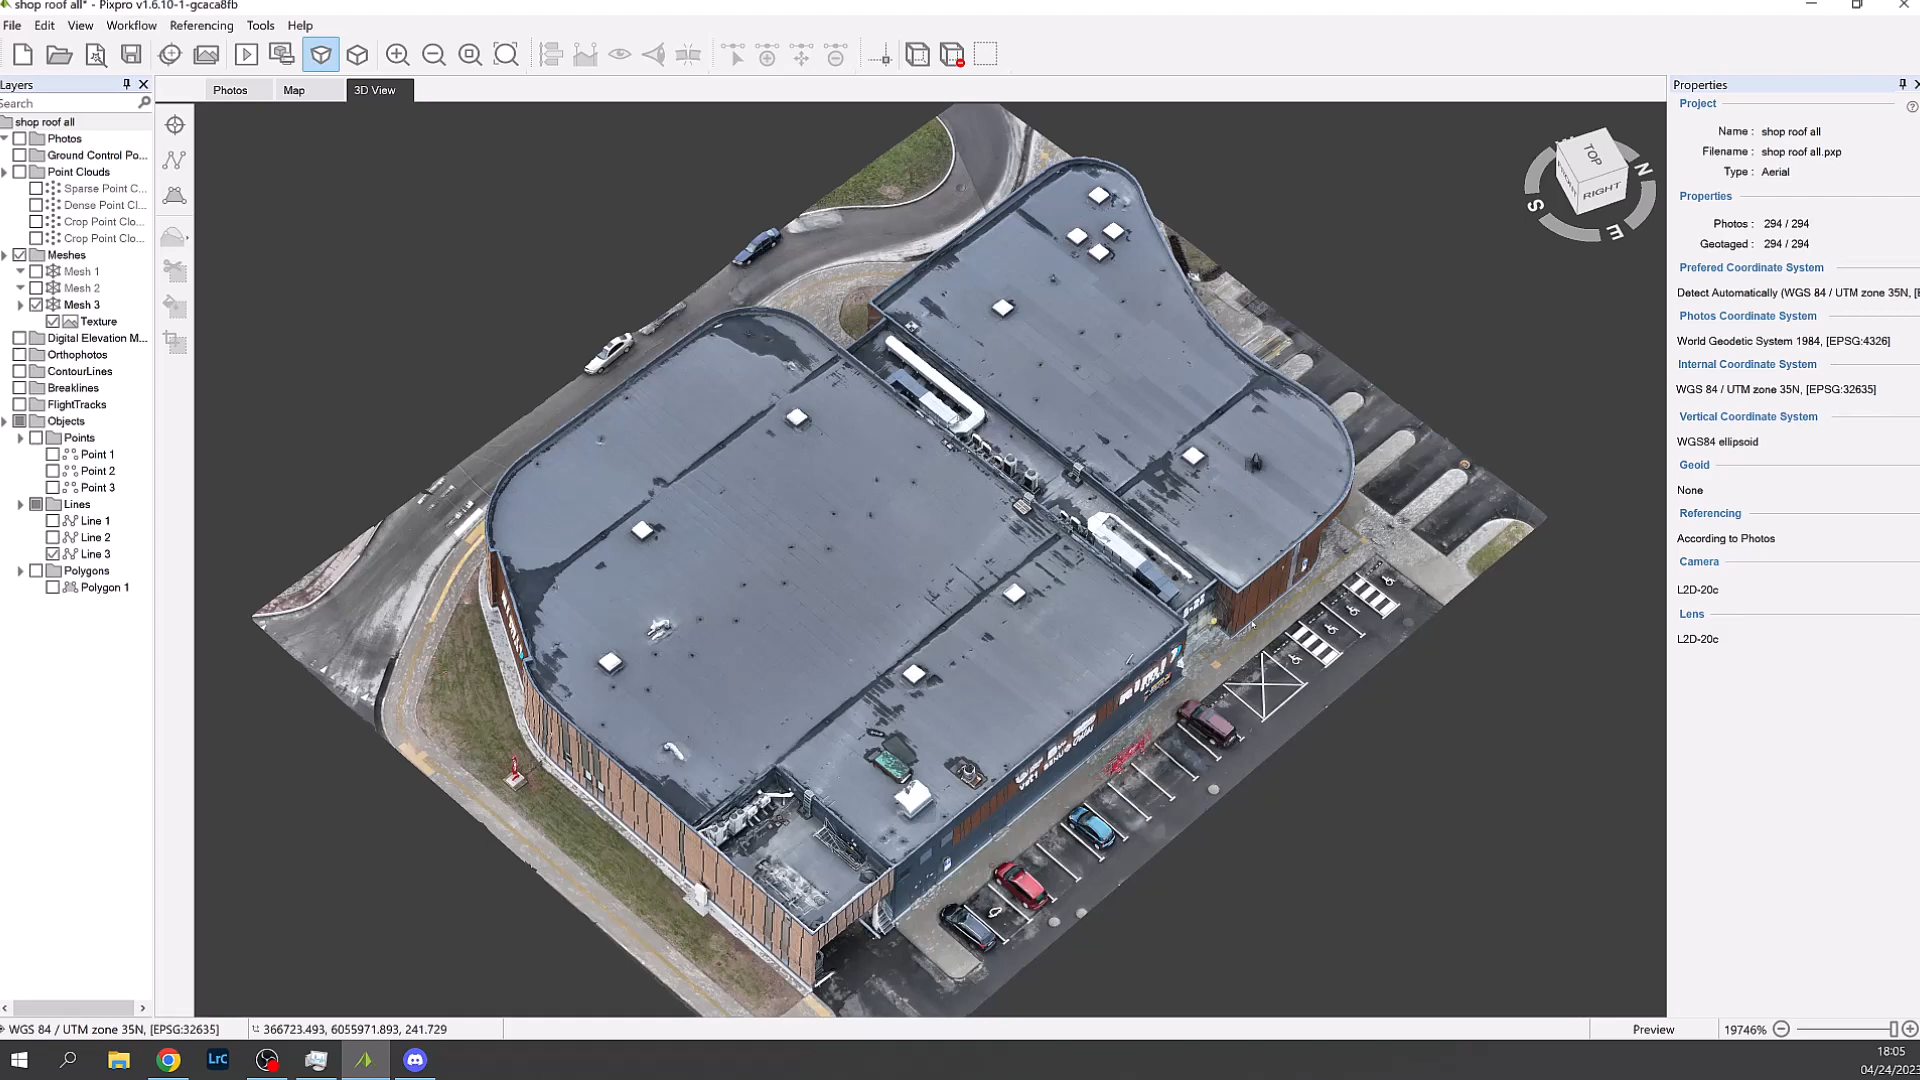 shop roof all* - Pixpro v1.6.10-1-gcaca8fb
File Edit View Workflow Referencing Tools Help
Layers
Search
shop roof all
Photos
Ground Control Po...
Point Clouds
Sparse Point C...
Dense Point Cl...
Crop Point Clo...
Crop Point Clo...
Meshes
Mesh 1
Mesh 2
Mesh 3
Texture
Digital Elevation M...
Orthophotos
ContourLines
Breaklines
FlightTracks
Objects
Points
Point 1
Point 2
Point 3
Lines
Line 1
Line 2
Line 3
Polygons
Polygon 1
Photos Map 3D View
TOP
RIGHT
N
S
E
Properties
Project
Name : shop roof all
Filename : shop roof all.pxp
Type : Aerial
Properties
Photos : 294 / 294
Geotaged : 294 / 294
Prefered Coordinate System
Detect Automatically (WGS 84 / UTM zone 35N, [E
Photos Coordinate System
World Geodetic System 1984, [EPSG:4326]
Internal Coordinate System
WGS 84 / UTM zone 35N, [EPSG:32635]
Vertical Coordinate System
WGS84 ellipsoid
Geoid
None
Referencing
According to Photos
Camera
L2D-20c
Lens
L2D-20c
WGS 84 / UTM zone 35N, [EPSG:32635] 366723.493, 6055971.893, 241.729 Preview 19746%
LrC
18:05
04/24/2023